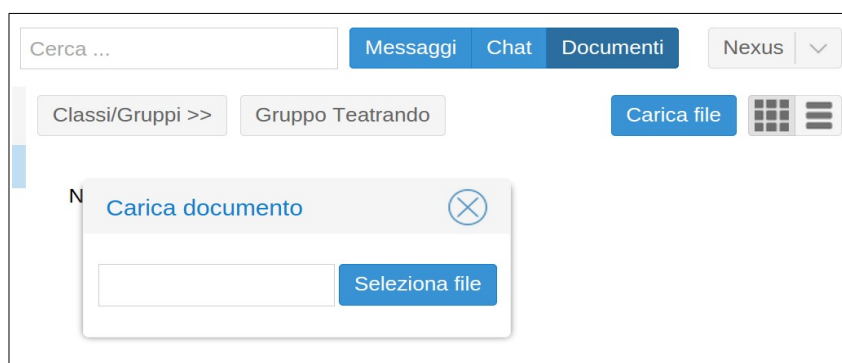 Cerca ... Messaggi Chat Documenti Nexus
Classi/Gruppi >> Gruppo Teatrando Carica file
N
Carica documento
Seleziona file